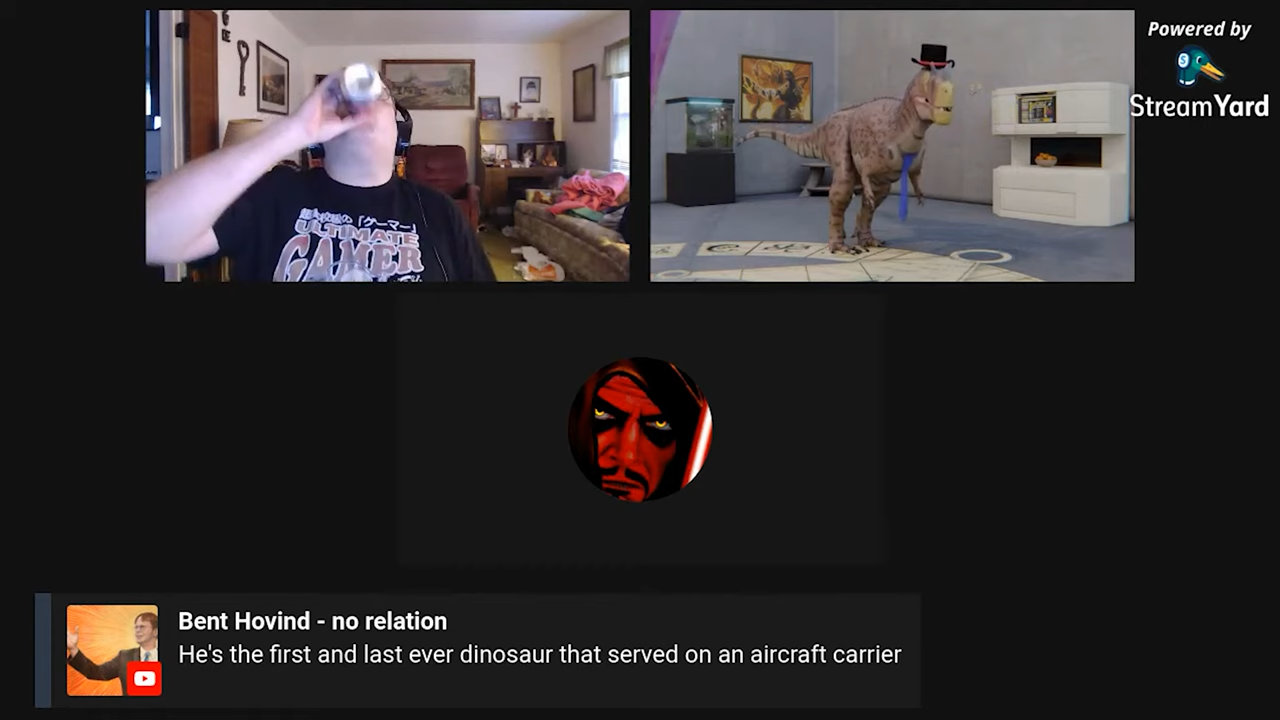 Powered by
StreamYard
ULTIMATE
GAMER
Bent Hovind - no relation
He's the first and last ever dinosaur that served on an aircraft carrier